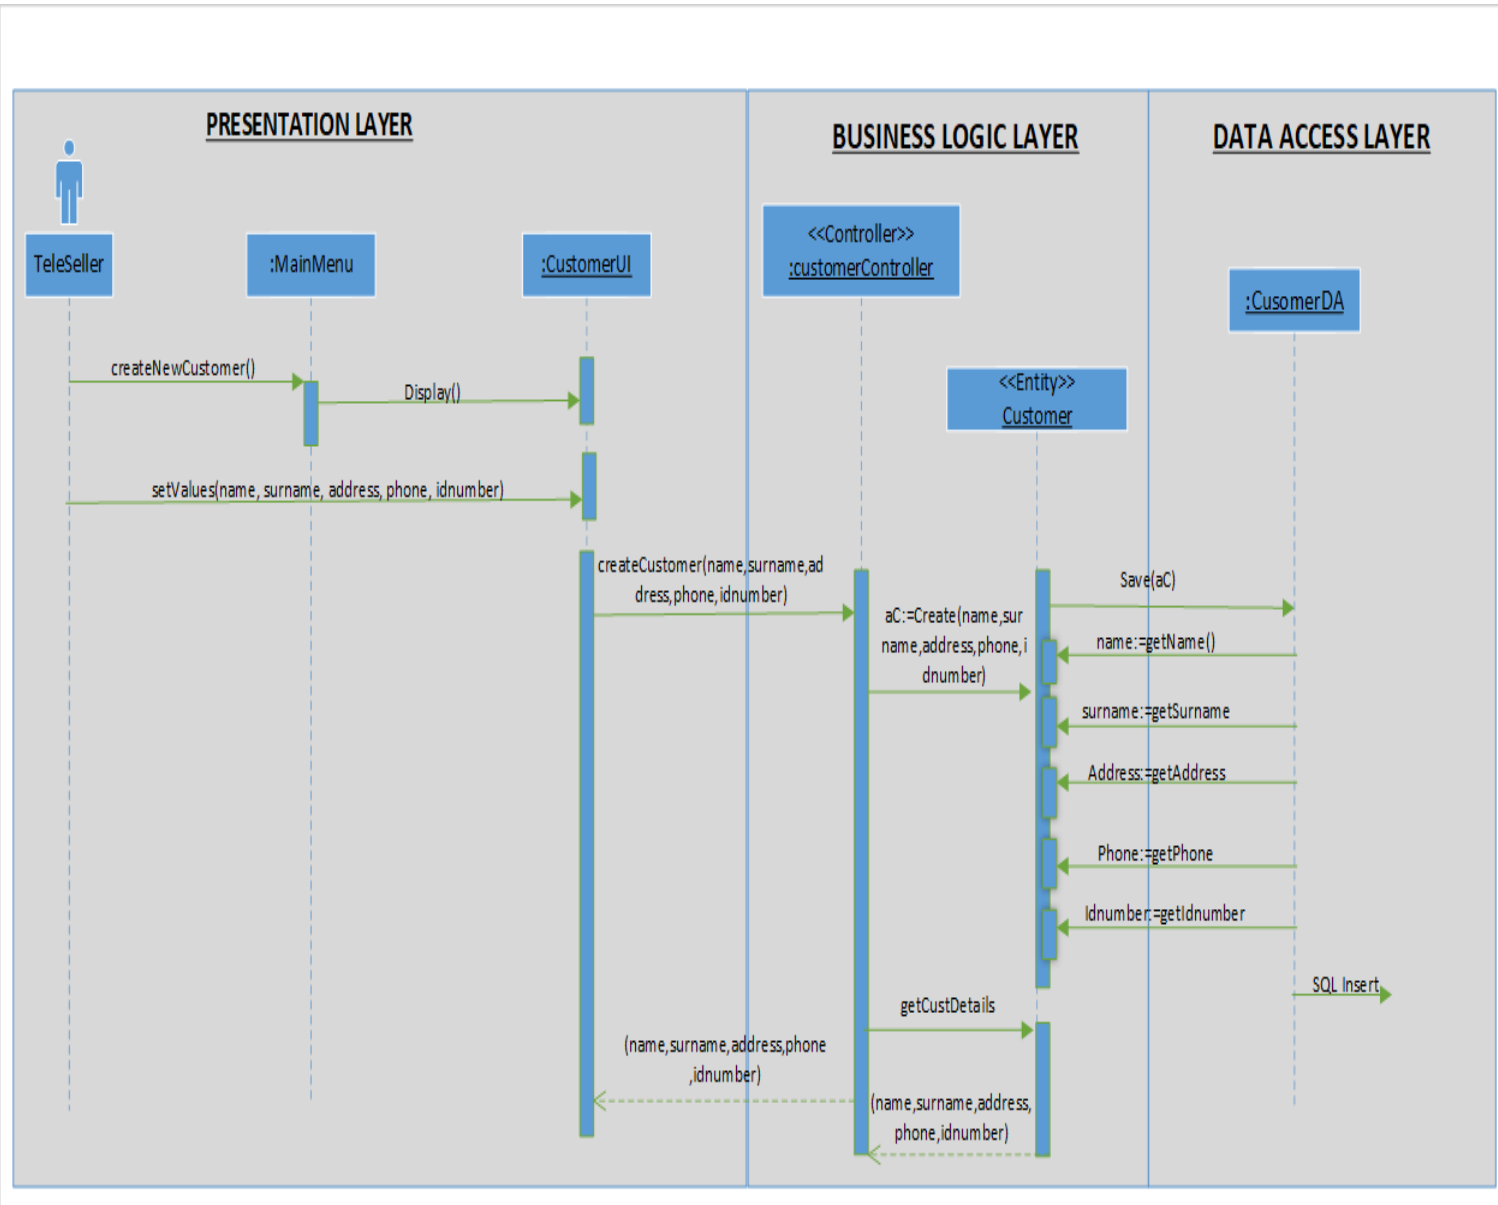 PRESENTATION LAYER
BUSINESS LOGIC LAYER
DATA ACCESS LAYER
TeleSeller
:MainMenu
:CustomerUI
<<Controller>>
:customerController
:CusomerDA
<<Entity>>
Customer
createNewCustomer()
Display()
setValues(name, surname, address, phone, idnumber)
createCustomer(name,surname,ad
dress,phone,idnumber)
aC:=Create(name,sur
name,address,phone,i
dnumber)
Save(aC)
name:=getName()
surname:=getSurname
Address:=getAddress
Phone:=getPhone
Idnumber:=getIdnumber
SQL Insert
getCustDetails
(name,surname,address,phone
,idnumber)
(name,surname,address,
phone,idnumber)